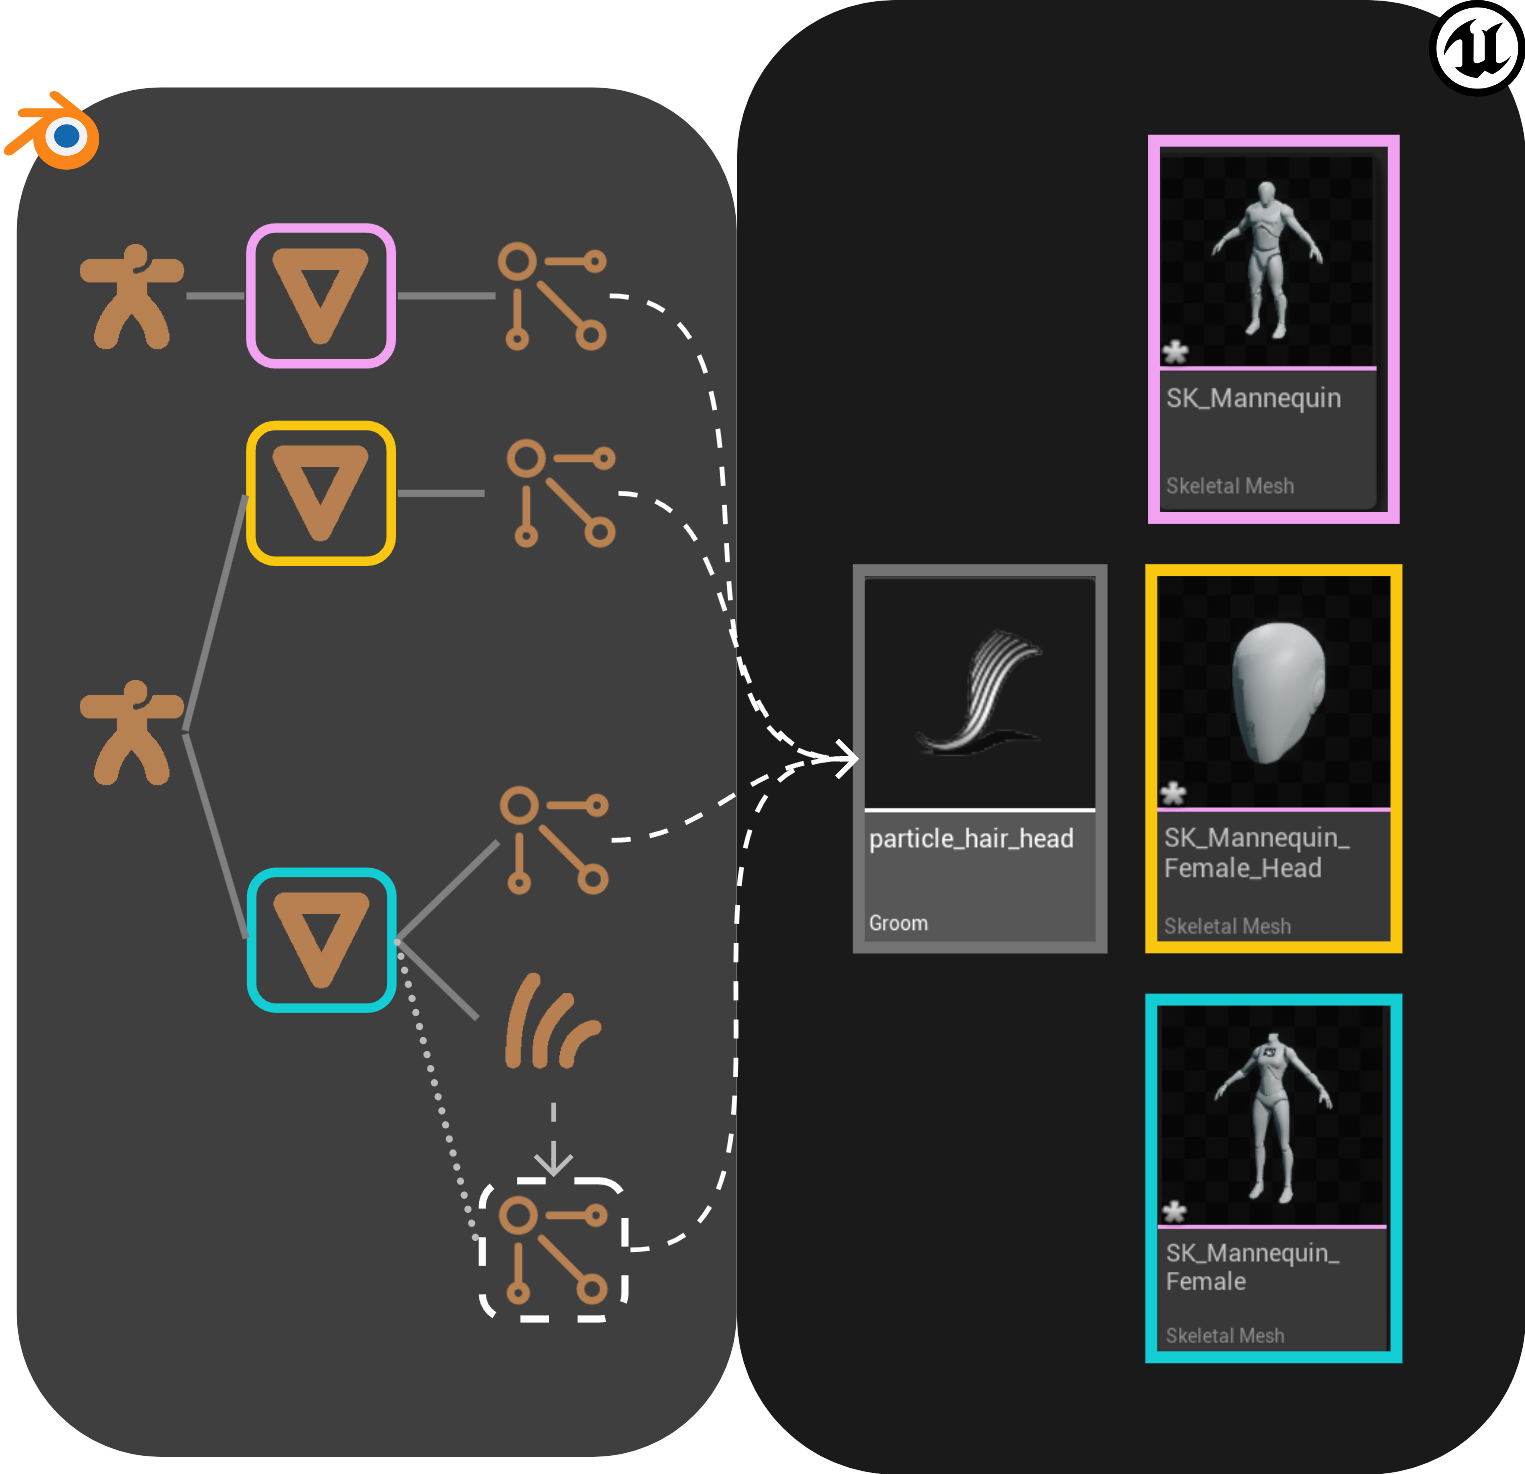 SK_Mannequin
Skeletal Mesh
particle_hair_head
Groom
SK_Mannequin_
Female_Head
Skeletal Mesh
SK_Mannequin_
Female
Skeletal Mesh